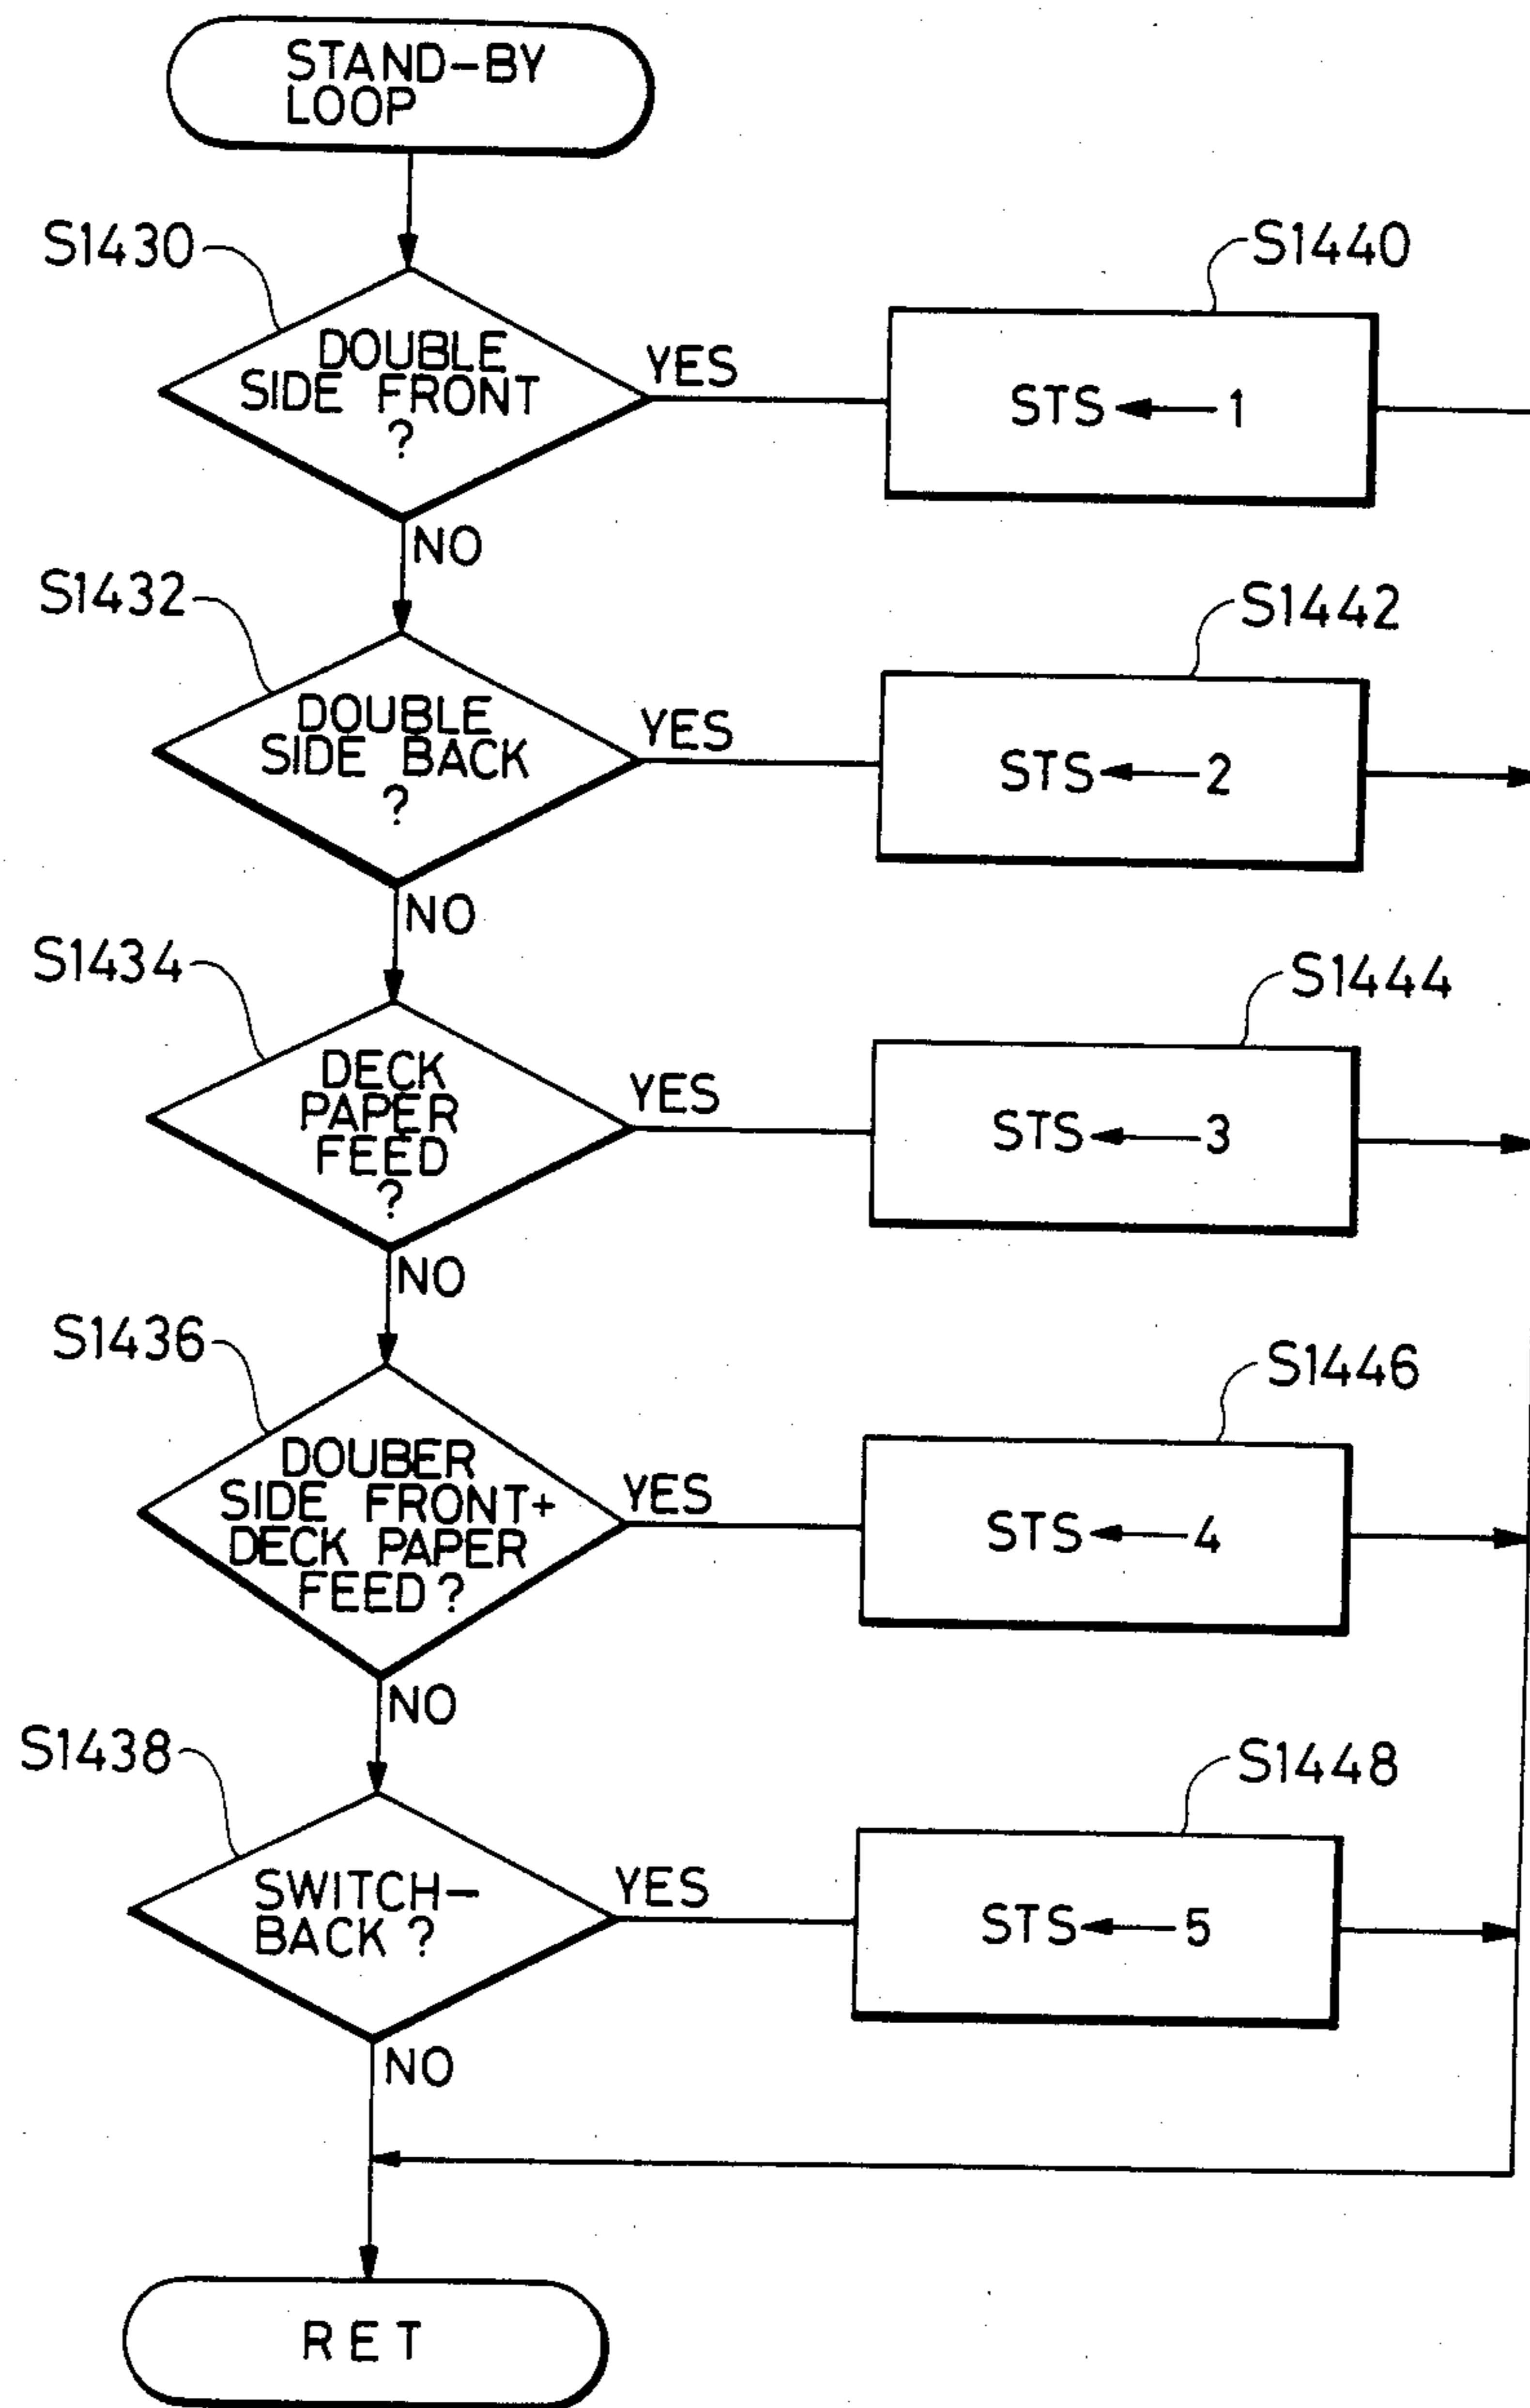 STAND-BY
LOOP
S1430
DOUBLE
SIDE FRONT
?
YES
S1440
STS ← 1
NO
S1432
DOUBLE
SIDE BACK
?
YES
S1442
STS ← 2
NO
S1434
DECK
PAPER
FEED
?
YES
S1444
STS ← 3
NO
S1436
DOUBER
SIDE FRONT+
DECK PAPER
FEED ?
YES
S1446
STS ← 4
NO
S1438
SWITCH-
BACK ?
YES
S1448
STS ← 5
NO
RET